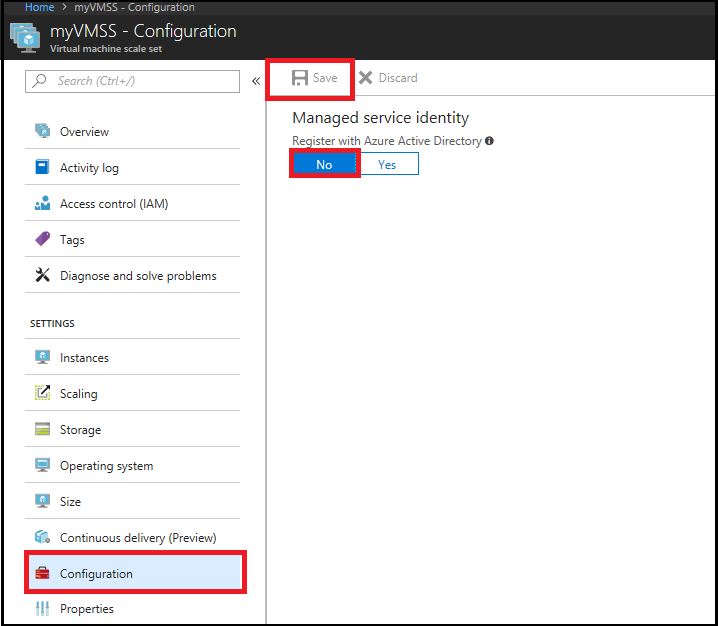 Home > myVMSS - Configuration
myVMSS - Configuration
Virtual machine scale set
Search (Ctrl+/)
«
Save
Discard
Overview
Activity log
Access control (IAM)
Tags
Diagnose and solve problems
SETTINGS
Instances
Scaling
Storage
Operating system
Size
Continuous delivery (Preview)
Configuration
Properties
Managed service identity
Register with Azure Active Directory
No Yes